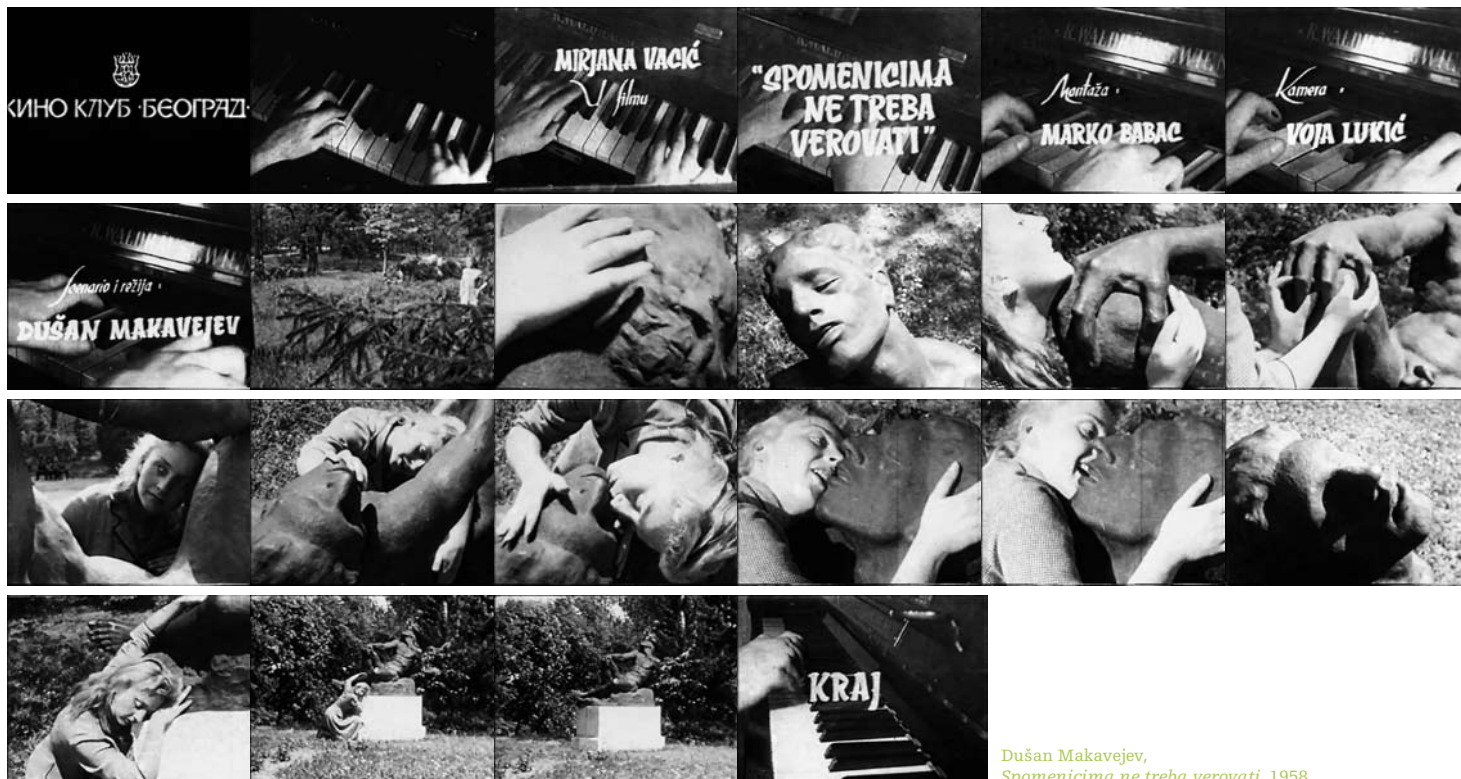 КИНО КЛУБ ·БЕОГРАД·
MIRJANA VACIĆ
U filmu
"SPOMENICIMA
NE TREBA
VEROVATI"
Montaža ·
MARKO BABAC
Kamera ·
VOJA LUKIĆ
Scenario i režija ·
DUŠAN MAKAVEJEV
KRAJ
Dušan Makavejev,
Spomenicima ne treba verovati, 1958